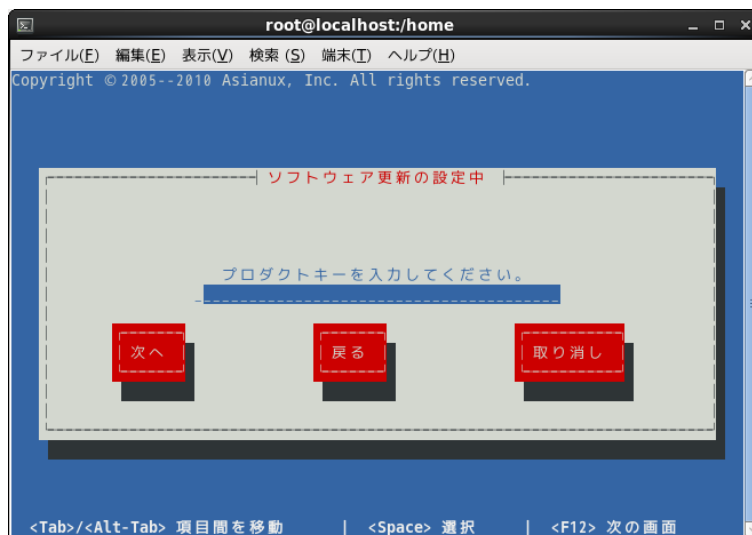 root@localhost:/home
ファイル(F) 編集(E) 表示(V) 検索 (S) 端末(T) ヘルプ(H)
Copyright © 2005--2010 Asianux, Inc. All rights reserved.
ソフトウェア更新の設定中
プロダクトキーを入力してください。
次へ 戻る 取り消し
<Tab>/<Alt-Tab> 項目間を移動 | <Space> 選択 | <F12> 次の画面